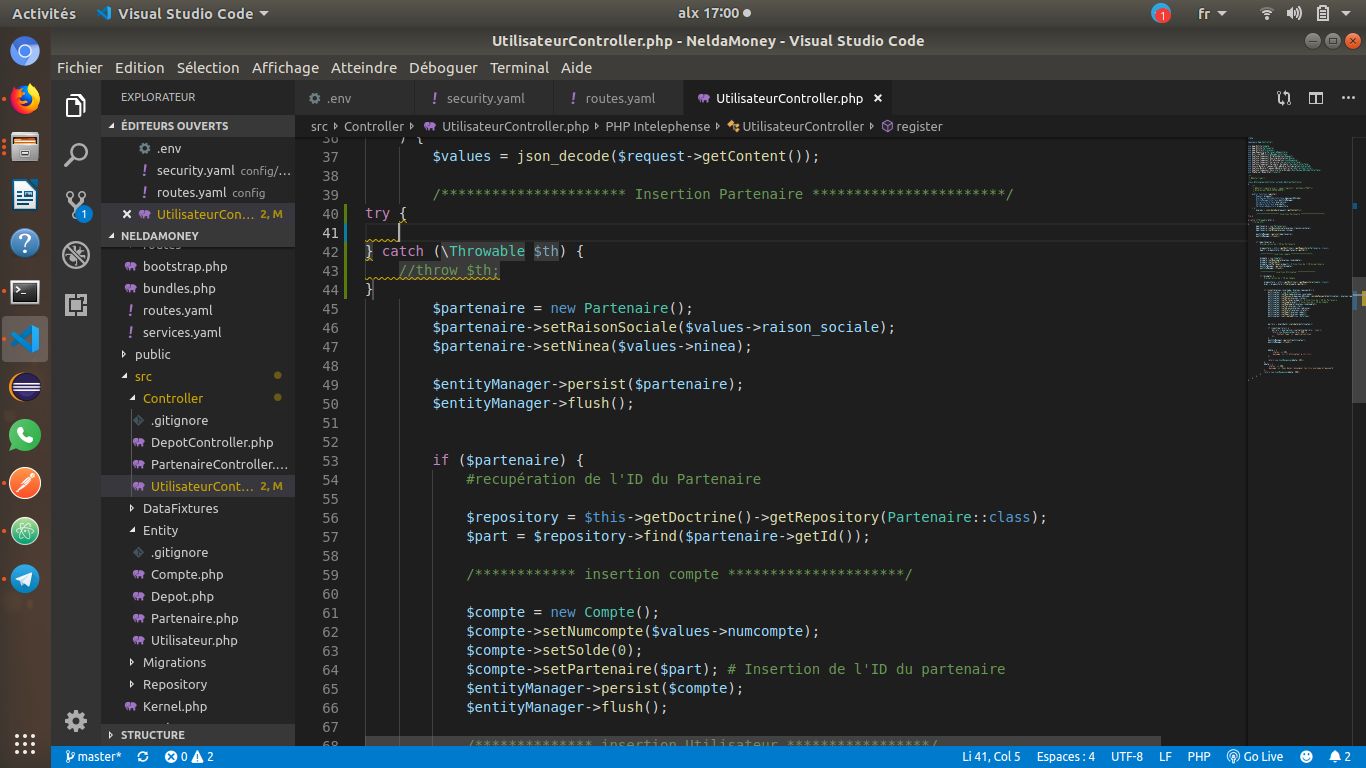 Activités Visual Studio Code alx 17:00 1 fr
UtilisateurController.php - NeldaMoney - Visual Studio Code
Fichier Edition Sélection Affichage Atteindre Déboguer Terminal Aide
EXPLORATEUR
ÉDITEURS OUVERTS
.env
! security.yaml config/...
! routes.yaml config
UtilisateurCon... 2, M
NELDAMONEY
bootstrap.php
bundles.php
! routes.yaml
! services.yaml
public
src
Controller
.gitignore
DepotController.php
PartenaireController....
UtilisateurCont... 2, M
DataFixtures
Entity
.gitignore
Compte.php
Depot.php
Partenaire.php
Utilisateur.php
Migrations
Repository
Kernel.php
STRUCTURE
1
.env ! security.yaml ! routes.yaml UtilisateurController.php
src Controller UtilisateurController.php PHP Intelephense UtilisateurController register
36 ) {
37 $values = json_decode($request->getContent());
38
39 /********************** Insertion Partenaire ***********************/
40 try {
41
42 } catch (\Throwable $th) {
43 //throw $th;
44 }
45 $partenaire = new Partenaire();
46 $partenaire->setRaisonSociale($values->raison_sociale);
47 $partenaire->setNinea($values->ninea);
48
49 $entityManager->persist($partenaire);
50 $entityManager->flush();
51
52
53 if ($partenaire) {
54 #recupération de l'ID du Partenaire
55
56 $repository = $this->getDoctrine()->getRepository(Partenaire::class);
57 $part = $repository->find($partenaire->getId());
58
59 /************ insertion compte *********************/
60
61 $compte = new Compte();
62 $compte->setNumcompte($values->numcompte);
63 $compte->setSolde(0);
64 $compte->setPartenaire($part); # Insertion de l'ID du partenaire
65 $entityManager->persist($compte);
66 $entityManager->flush();
67
68 /************** insertion Utilisateur *****************/
master* 0 2 Li 41, Col 5 Espaces : 4 UTF-8 LF PHP Go Live 2